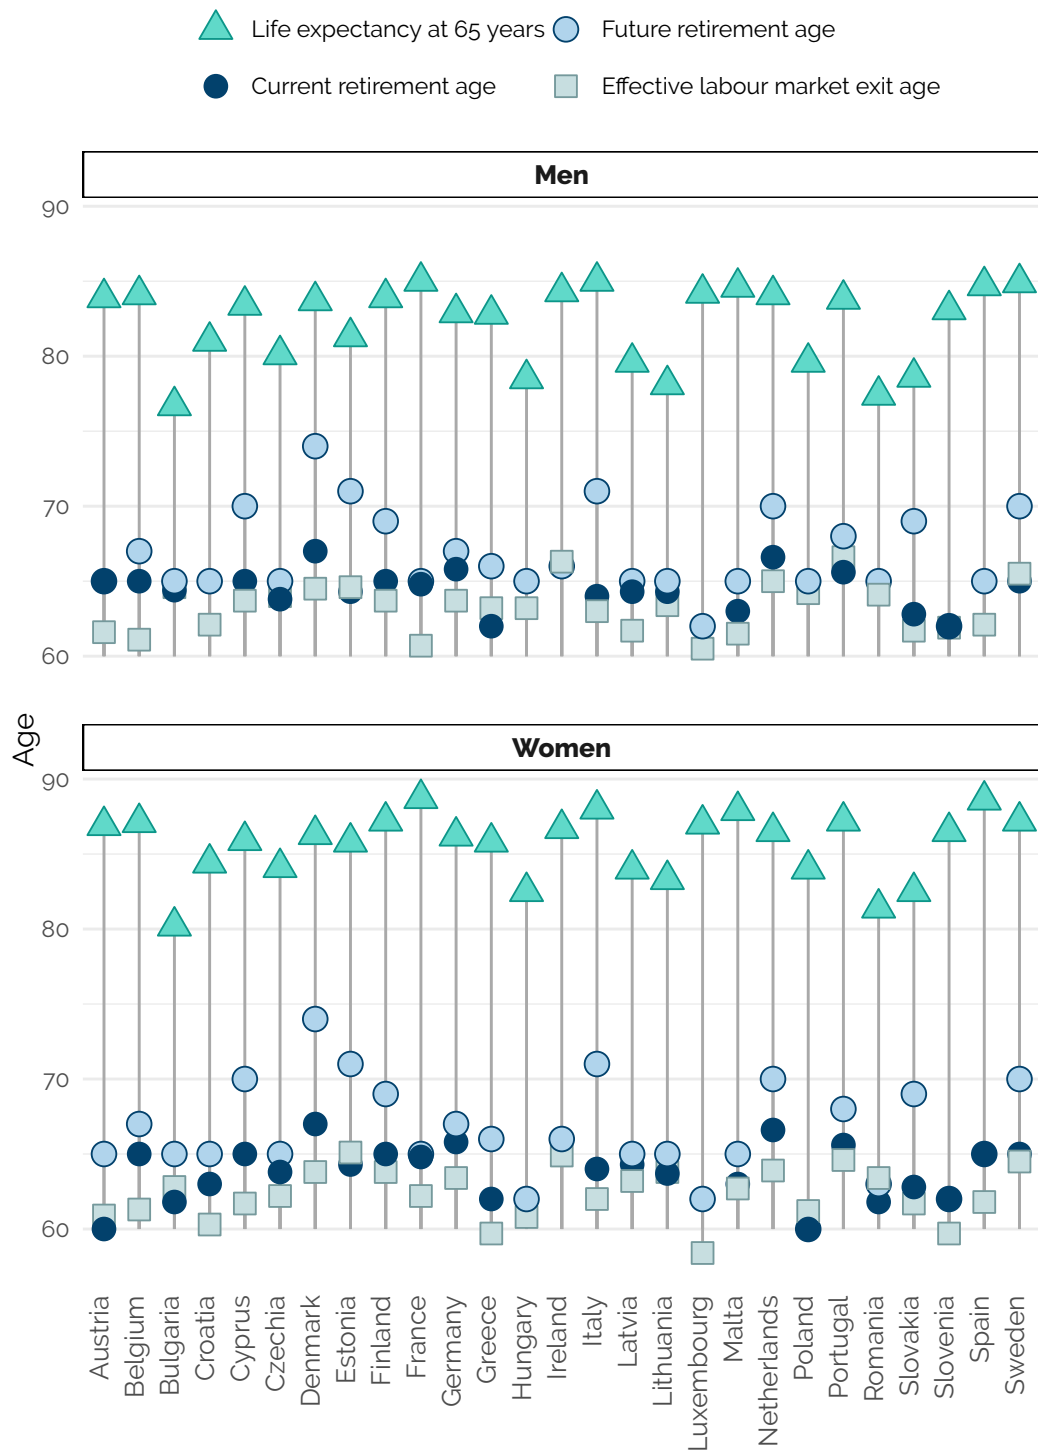 Life expectancy at 65 years Future retirement age
Current retirement age Effective labour market exit age
Men
90
80
70
60
Age
Women
90
80
70
60
Austria
Belgium
Bulgaria
Croatia
Cyprus
Czechia
Denmark
Estonia
Finland
France
Germany
Greece
Hungary
Ireland
Italy
Latvia
Lithuania
Luxembourg
Malta
Netherlands
Poland
Portugal
Romania
Slovakia
Slovenia
Spain
Sweden